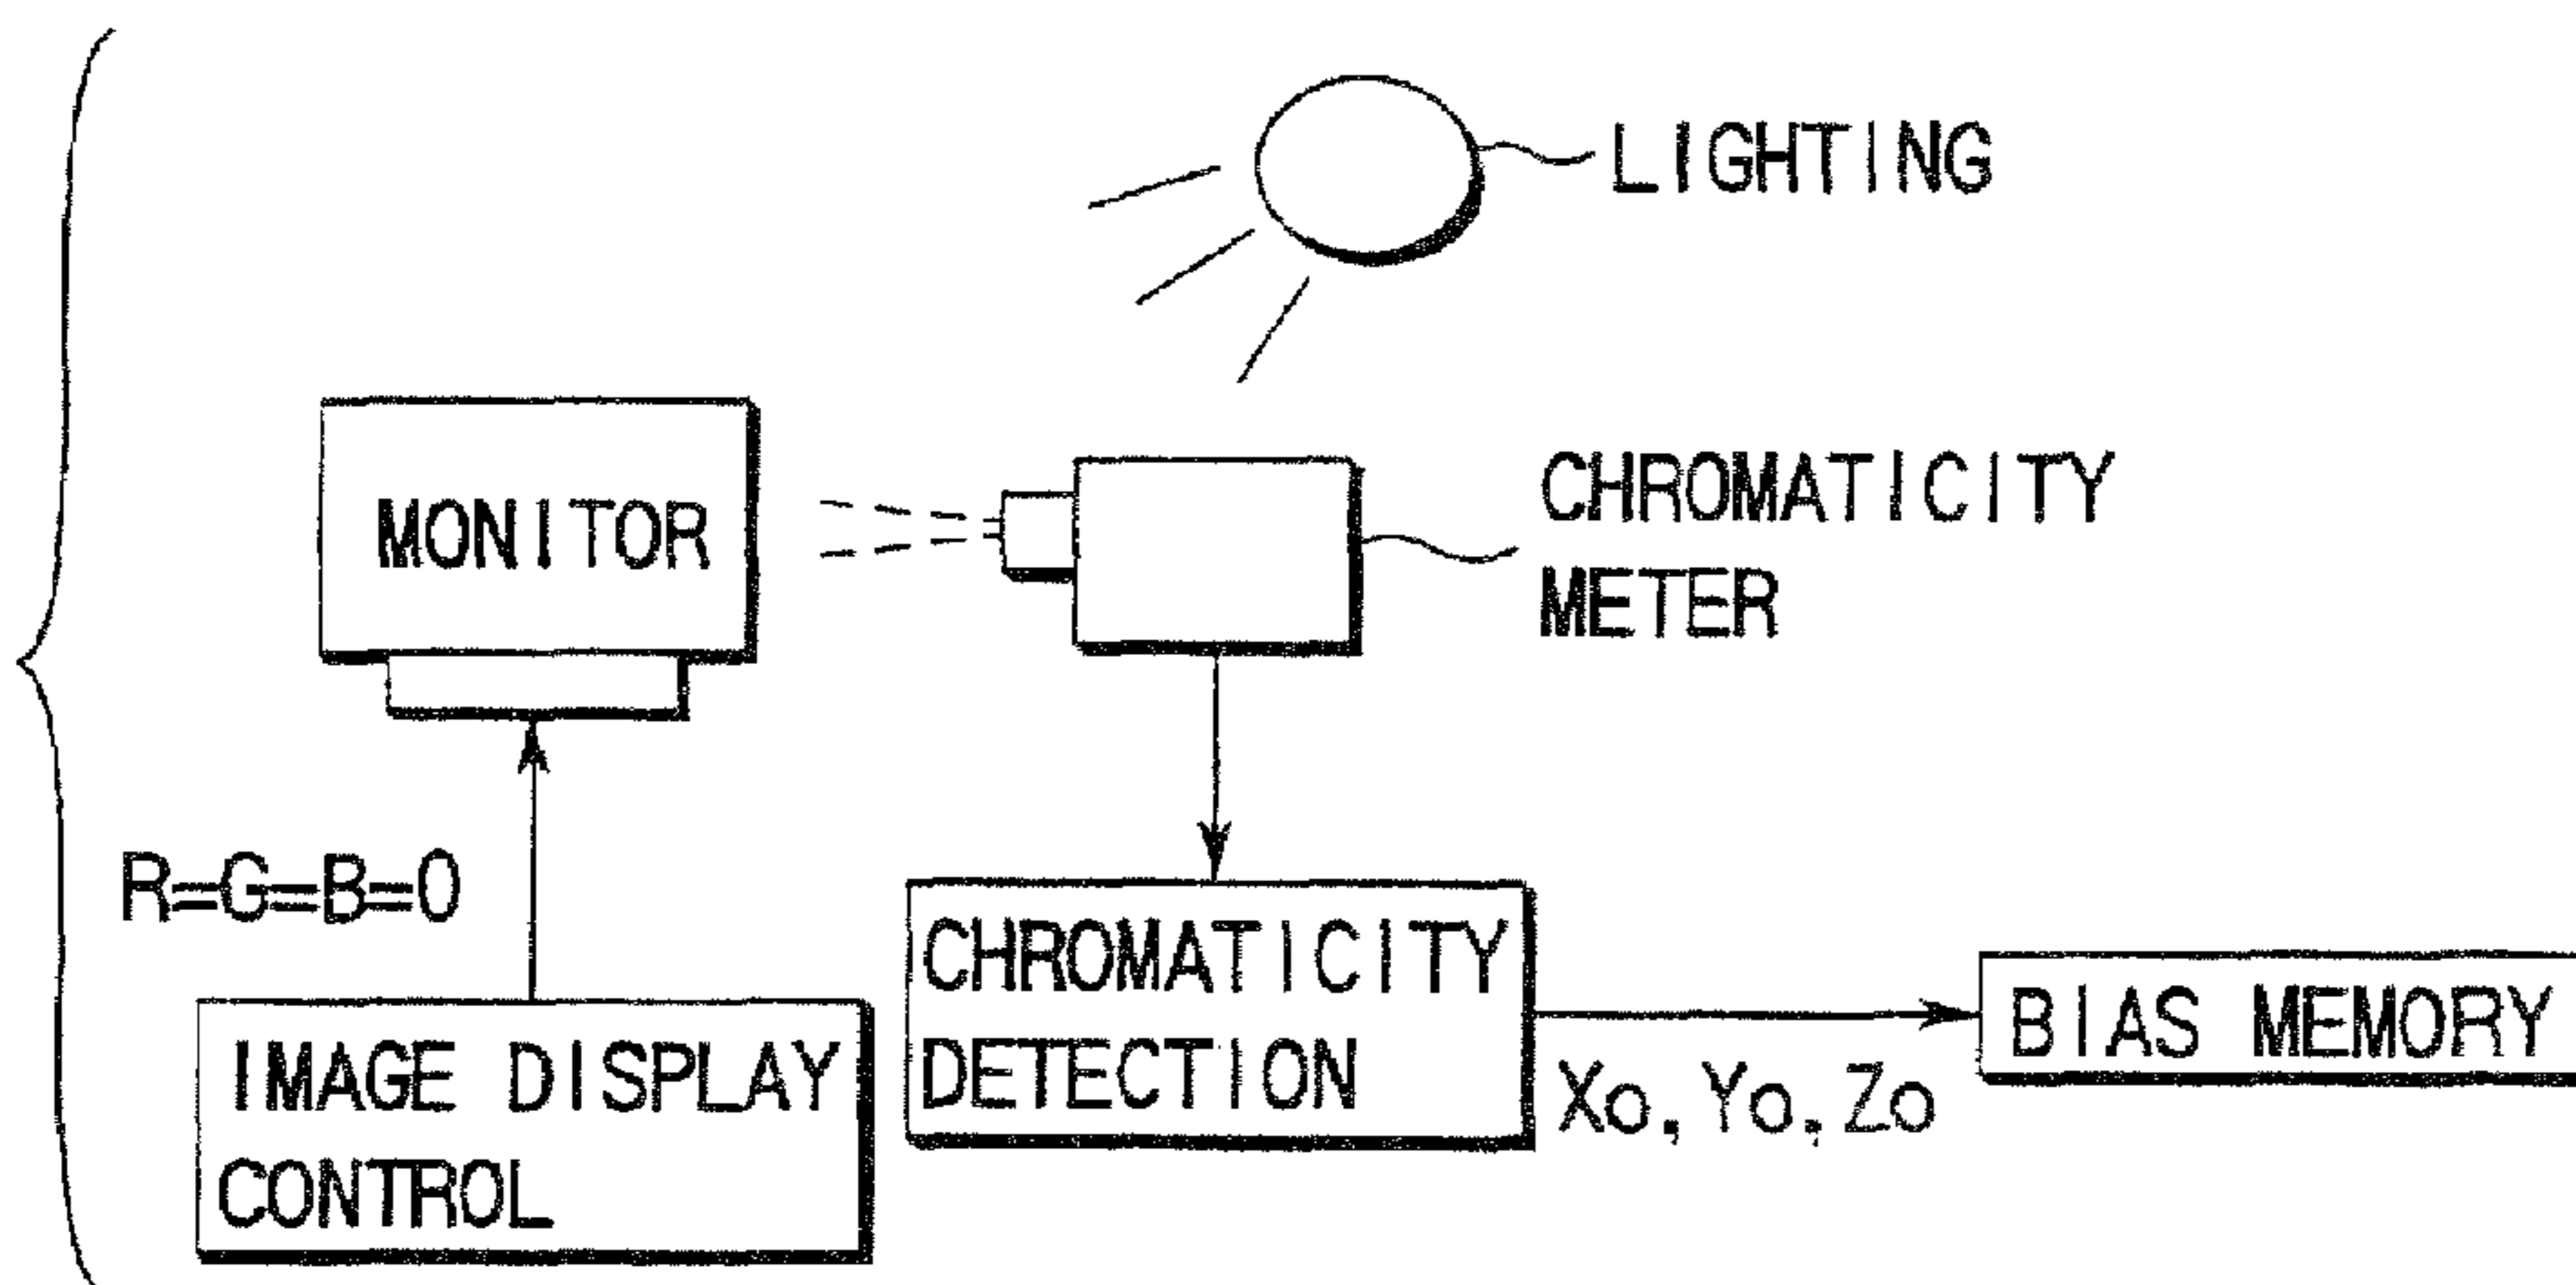 LIGHTING
MONITOR
CHROMATICITY
METER
R=G=B=0
CHROMATICITY
DETECTION
IMAGE DISPLAY
CONTROL
Xo, Yo, Zo
BIAS MEMORY